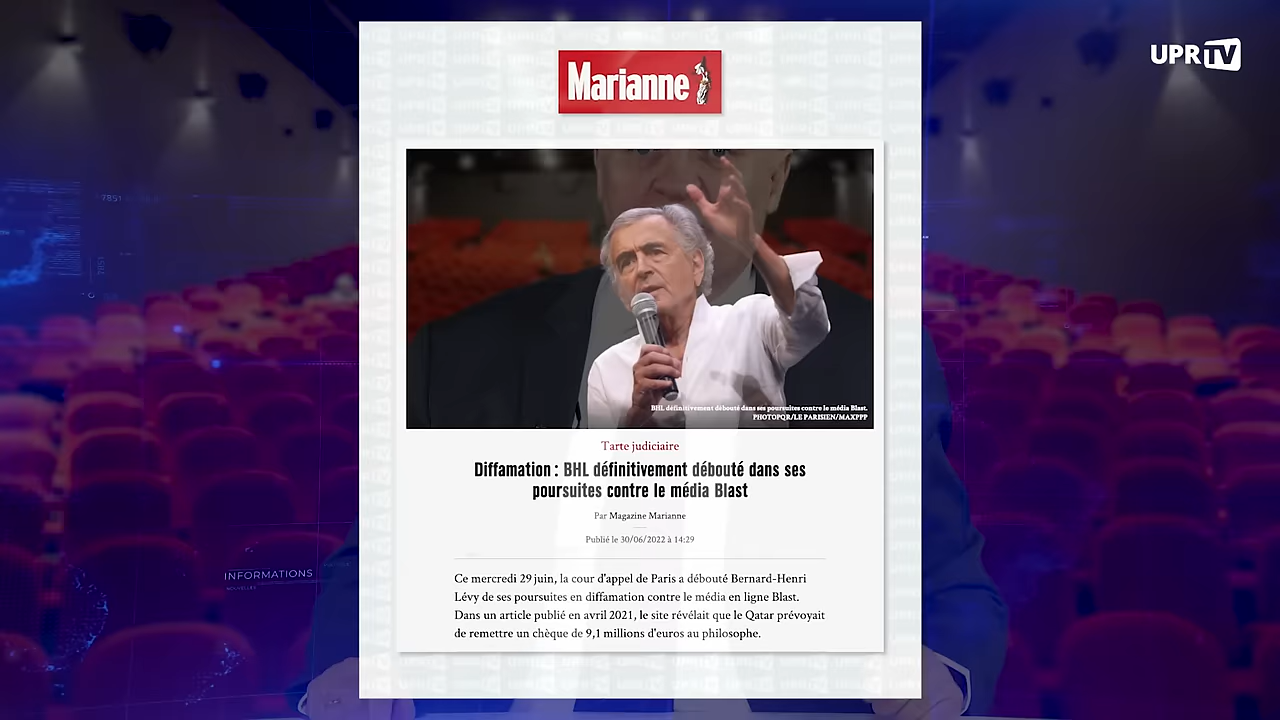 UPR TV
Marianne
7851
7851
BHL définitivement débouté dans ses poursuites contre le média Blast.
PHOTOPQR/LE PARISIEN/MAXPPP
Tarte judiciaire
Diffamation : BHL définitivement débouté dans ses
poursuites contre le média Blast
Par Magazine Marianne
Publié le 30/06/2022 à 14:29
INFORMATIONS
NOUVELLES
Ce mercredi 29 juin, la cour d'appel de Paris a débouté Bernard-Henri
Lévy de ses poursuites en diffamation contre le média en ligne Blast.
Dans un article publié en avril 2021, le site révélait que le Qatar prévoyait
de remettre un chèque de 9,1 millions d'euros au philosophe.